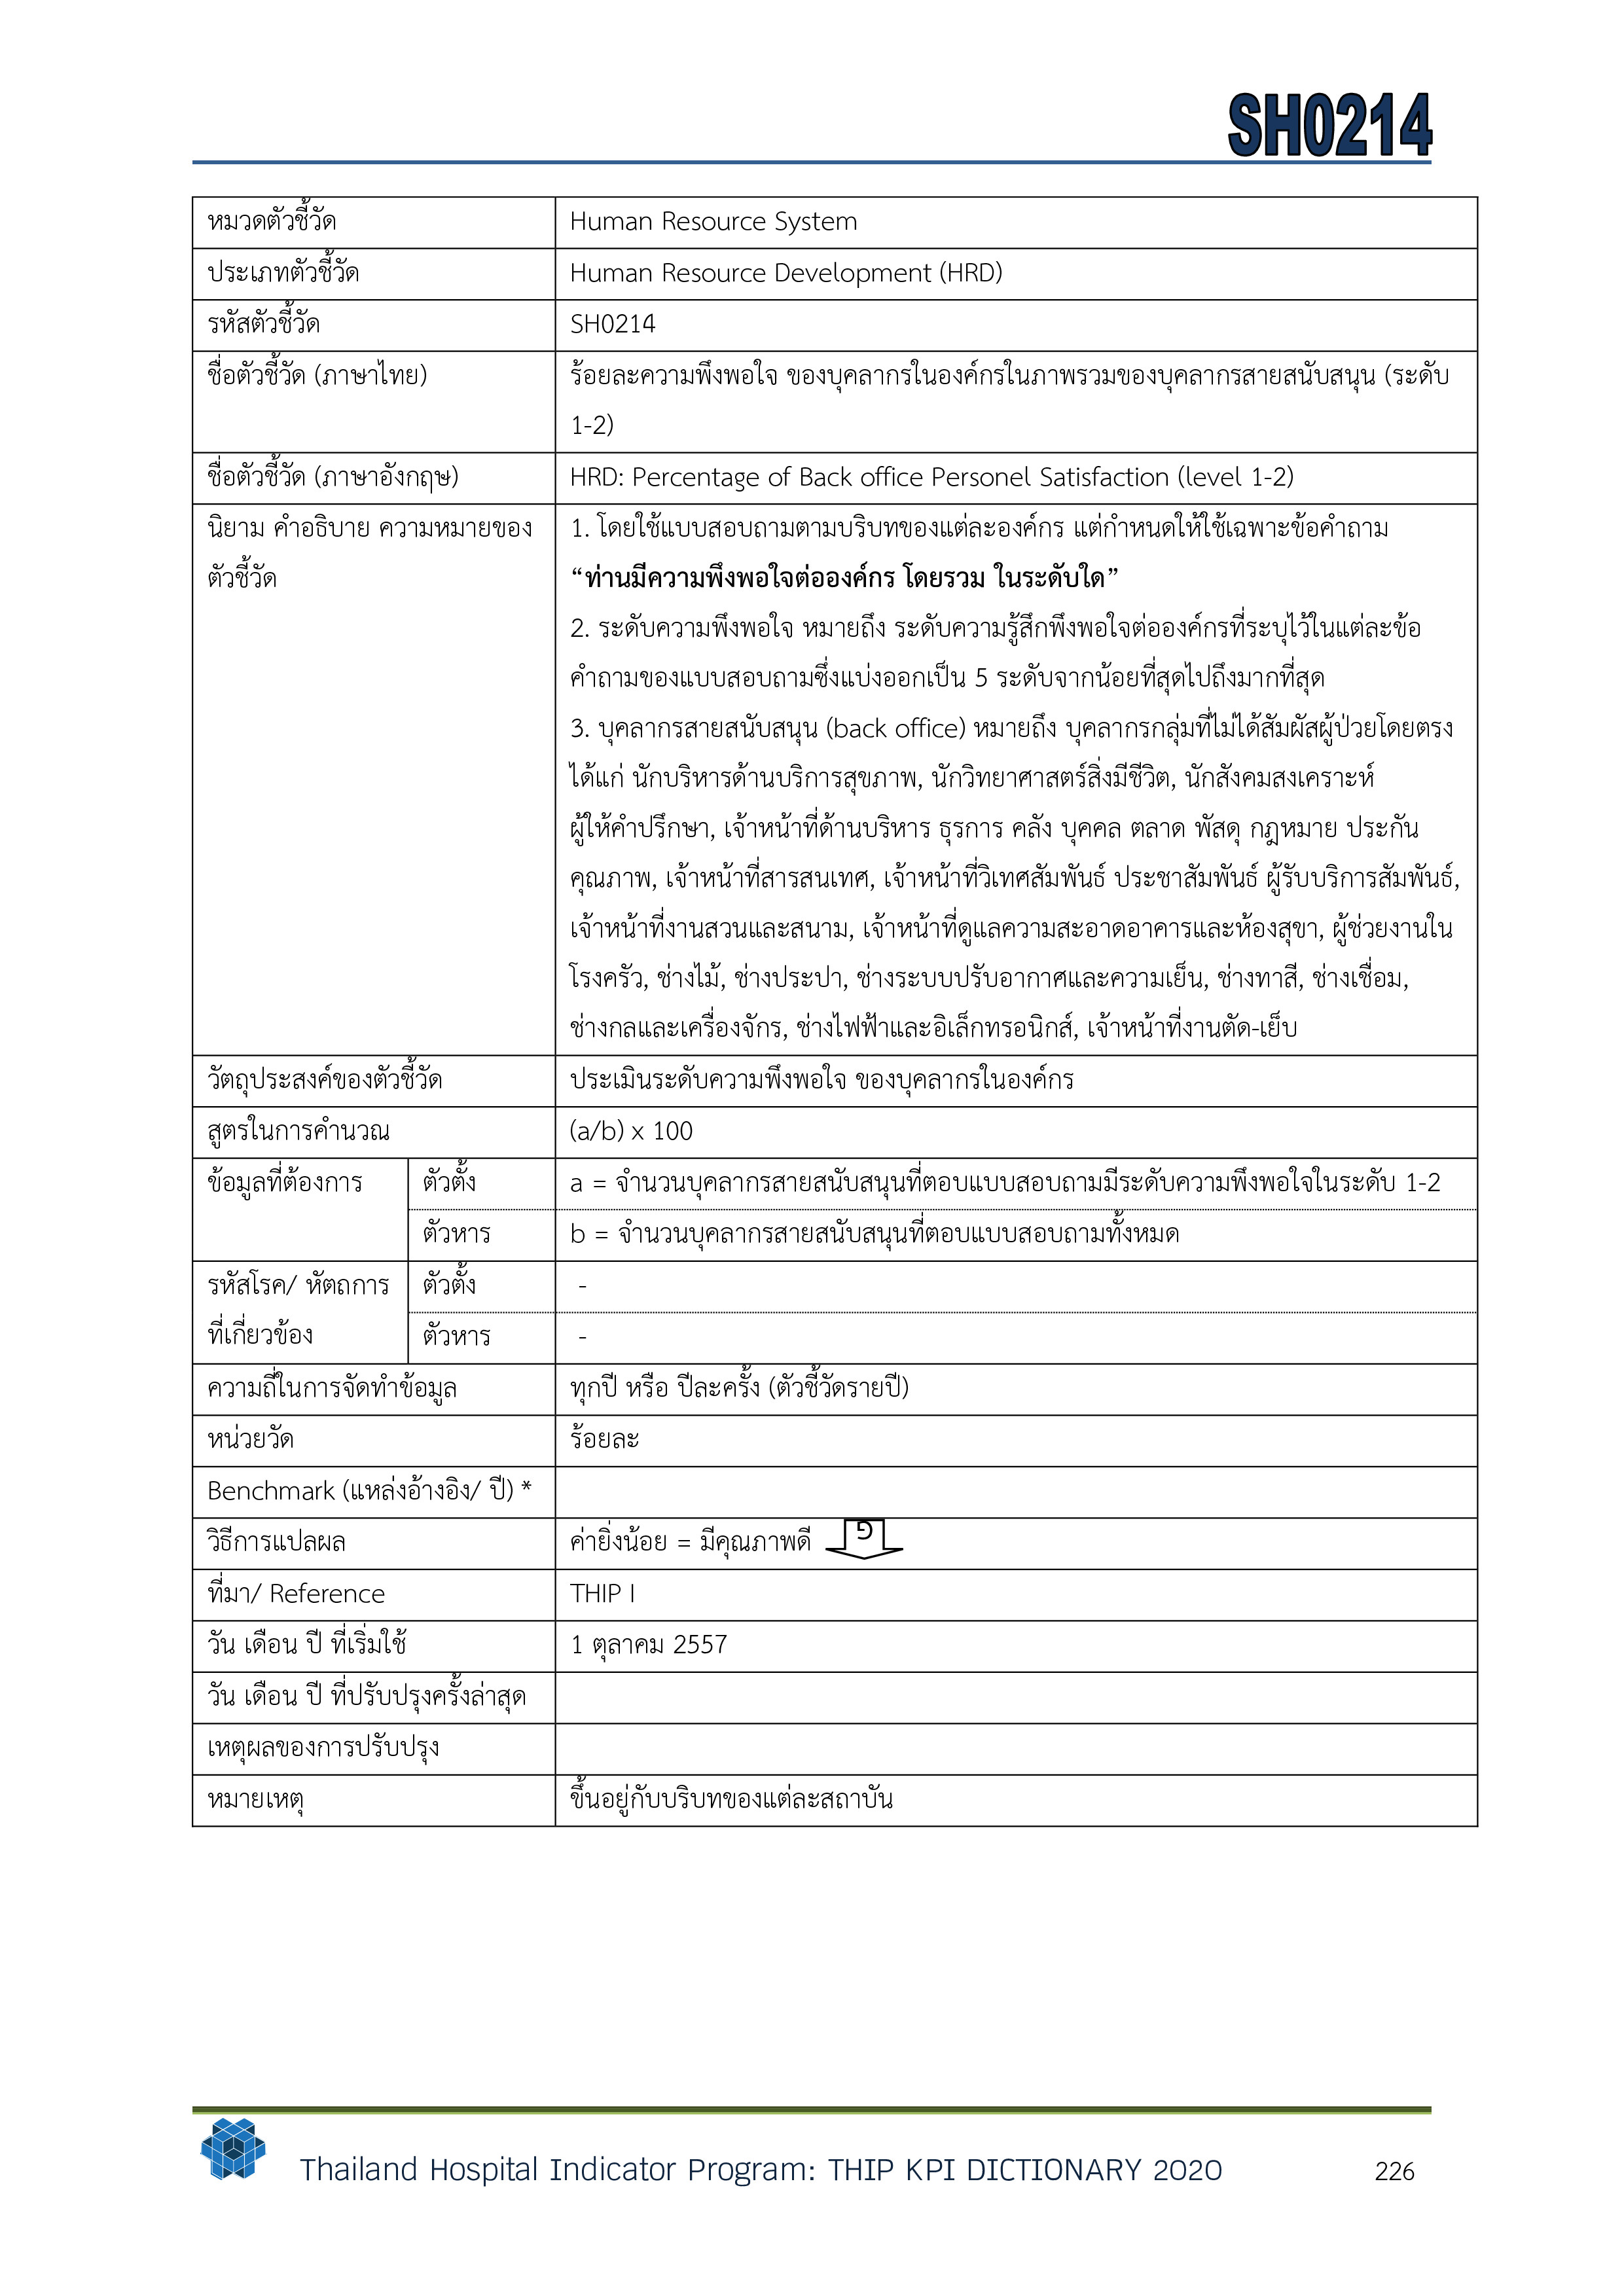 SH0214
หมวดตัวชี้วัด Human Resource System
ประเภทตัวชี้วัด Human Resource Development (HRD)
รหัสตัวชี้วัด SH0214
ชื่อตัวชี้วัด (ภาษาไทย) ร้อยละความพึงพอใจ ของบุคลากรในองค์กรในภาพรวมของบุคลากรสายสนับสนุน (ระดับ
1-2)
ชื่อตัวชี้วัด (ภาษาอังกฤษ) HRD: Percentage of Back office Personel Satisfaction (level 1-2)
นิยาม คำอธิบาย ความหมายของ 1. โดยใช้แบบสอบถามตามบริบทของแต่ละองค์กร แต่กำหนดให้ใช้เฉพาะข้อคำถาม
ตัวชี้วัด “ท่านมีความพึงพอใจต่อองค์กร โดยรวม ในระดับใด”
2. ระดับความพึงพอใจ หมายถึง ระดับความรู้สึกพึงพอใจต่อองค์กรที่ระบุไว้ในแต่ละข้อ
คำถามของแบบสอบถามซึ่งแบ่งออกเป็น 5 ระดับจากน้อยที่สุดไปถึงมากที่สุด
3. บุคลากรสายสนับสนุน (back office) หมายถึง บุคลากรกลุ่มที่ไม่ได้สัมผัสผู้ป่วยโดยตรง
ได้แก่ นักบริหารด้านบริการสุขภาพ, นักวิทยาศาสตร์สิ่งมีชีวิต, นักสังคมสงเคราะห์
ผู้ให้คำปรึกษา, เจ้าหน้าที่ด้านบริหาร ธุรการ คลัง บุคคล ตลาด พัสดุ กฎหมาย ประกัน
คุณภาพ, เจ้าหน้าที่สารสนเทศ, เจ้าหน้าที่วิเทศสัมพันธ์ ประชาสัมพันธ์ ผู้รับบริการสัมพันธ์,
เจ้าหน้าที่งานสวนและสนาม, เจ้าหน้าที่ดูแลความสะอาดอาคารและห้องสุขา, ผู้ช่วยงานใน
โรงครัว, ช่างไม้, ช่างประปา, ช่างระบบปรับอากาศและความเย็น, ช่างทาสี, ช่างเชื่อม,
ช่างกลและเครื่องจักร, ช่างไฟฟ้าและอิเล็กทรอนิกส์, เจ้าหน้าที่งานตัด-เย็บ
วัตถุประสงค์ของตัวชี้วัด ประเมินระดับความพึงพอใจ ของบุคลากรในองค์กร
สูตรในการคำนวณ (a/b) x 100
ข้อมูลที่ต้องการ ตัวตั้ง a = จำนวนบุคลากรสายสนับสนุนที่ตอบแบบสอบถามมีระดับความพึงพอใจในระดับ 1-2
ตัวหาร b = จำนวนบุคลากรสายสนับสนุนที่ตอบแบบสอบถามทั้งหมด
รหัสโรค/ หัตถการ ตัวตั้ง -
ที่เกี่ยวข้อง ตัวหาร -
ความถี่ในการจัดทำข้อมูล ทุกปี หรือ ปีละครั้ง (ตัวชี้วัดรายปี)
หน่วยวัด ร้อยละ
Benchmark (แหล่งอ้างอิง/ ปี) *
วิธีการแปลผล ค่ายิ่งน้อย = มีคุณภาพดี
ที่มา/ Reference THIP I
วัน เดือน ปี ที่เริ่มใช้ 1 ตุลาคม 2557
วัน เดือน ปี ที่ปรับปรุงครั้งล่าสุด
เหตุผลของการปรับปรุง
หมายเหตุ ขึ้นอยู่กับบริบทของแต่ละสถาบัน
Thailand Hospital Indicator Program: THIP KPI DICTIONARY 2020 226